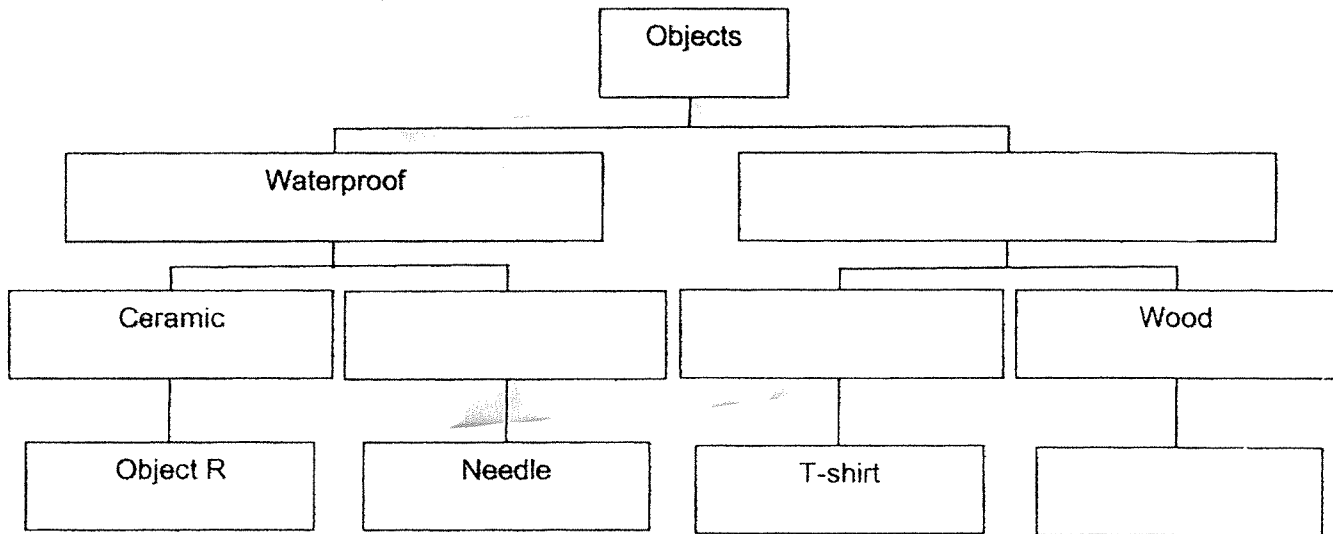 Objects
Waterproof
Ceramic
Wood
Object R
Needle
T-shirt